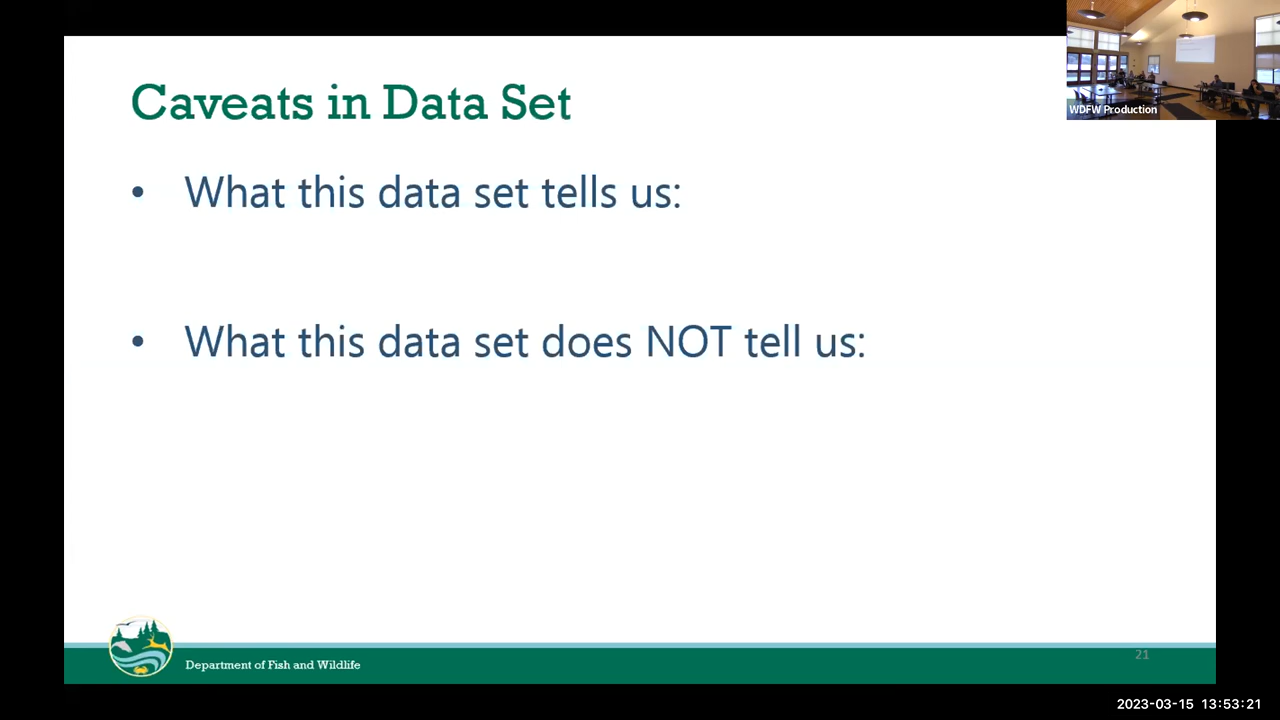 Caveats in Data Set
WDFW Production
• What this data set tells us:
• What this data set does NOT tell us:
Department of Fish and Wildlife
21
2023-03-15 13:53:21